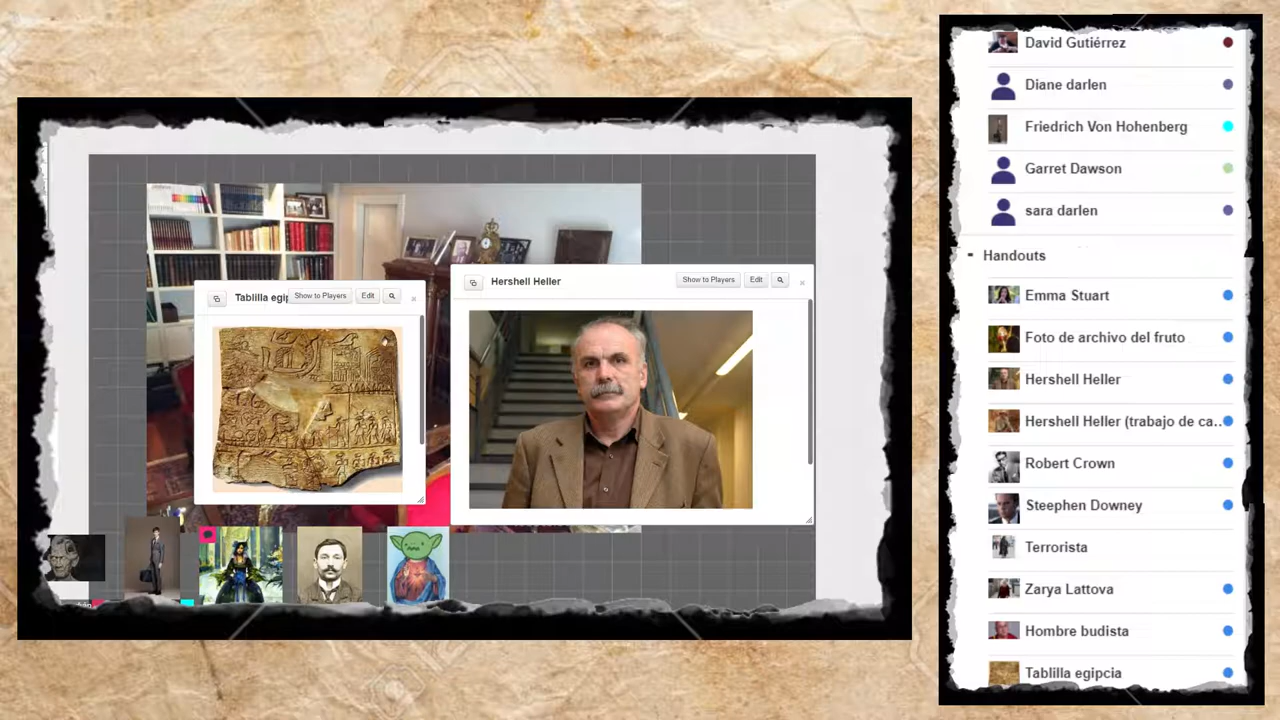 Tablilla egip
Show to Players
Edit
Hershell Heller
Show to Players
Edit
David Gutiérrez
Diane darlen
Friedrich Von Hohenberg
Garret Dawson
sara darlen
Handouts
Emma Stuart
Foto de archivo del fruto
Hershell Heller
Hershell Heller (trabajo de ca...
Robert Crown
Steephen Downey
Terrorista
Zarya Lattova
Hombre budista
Tablilla egipcia